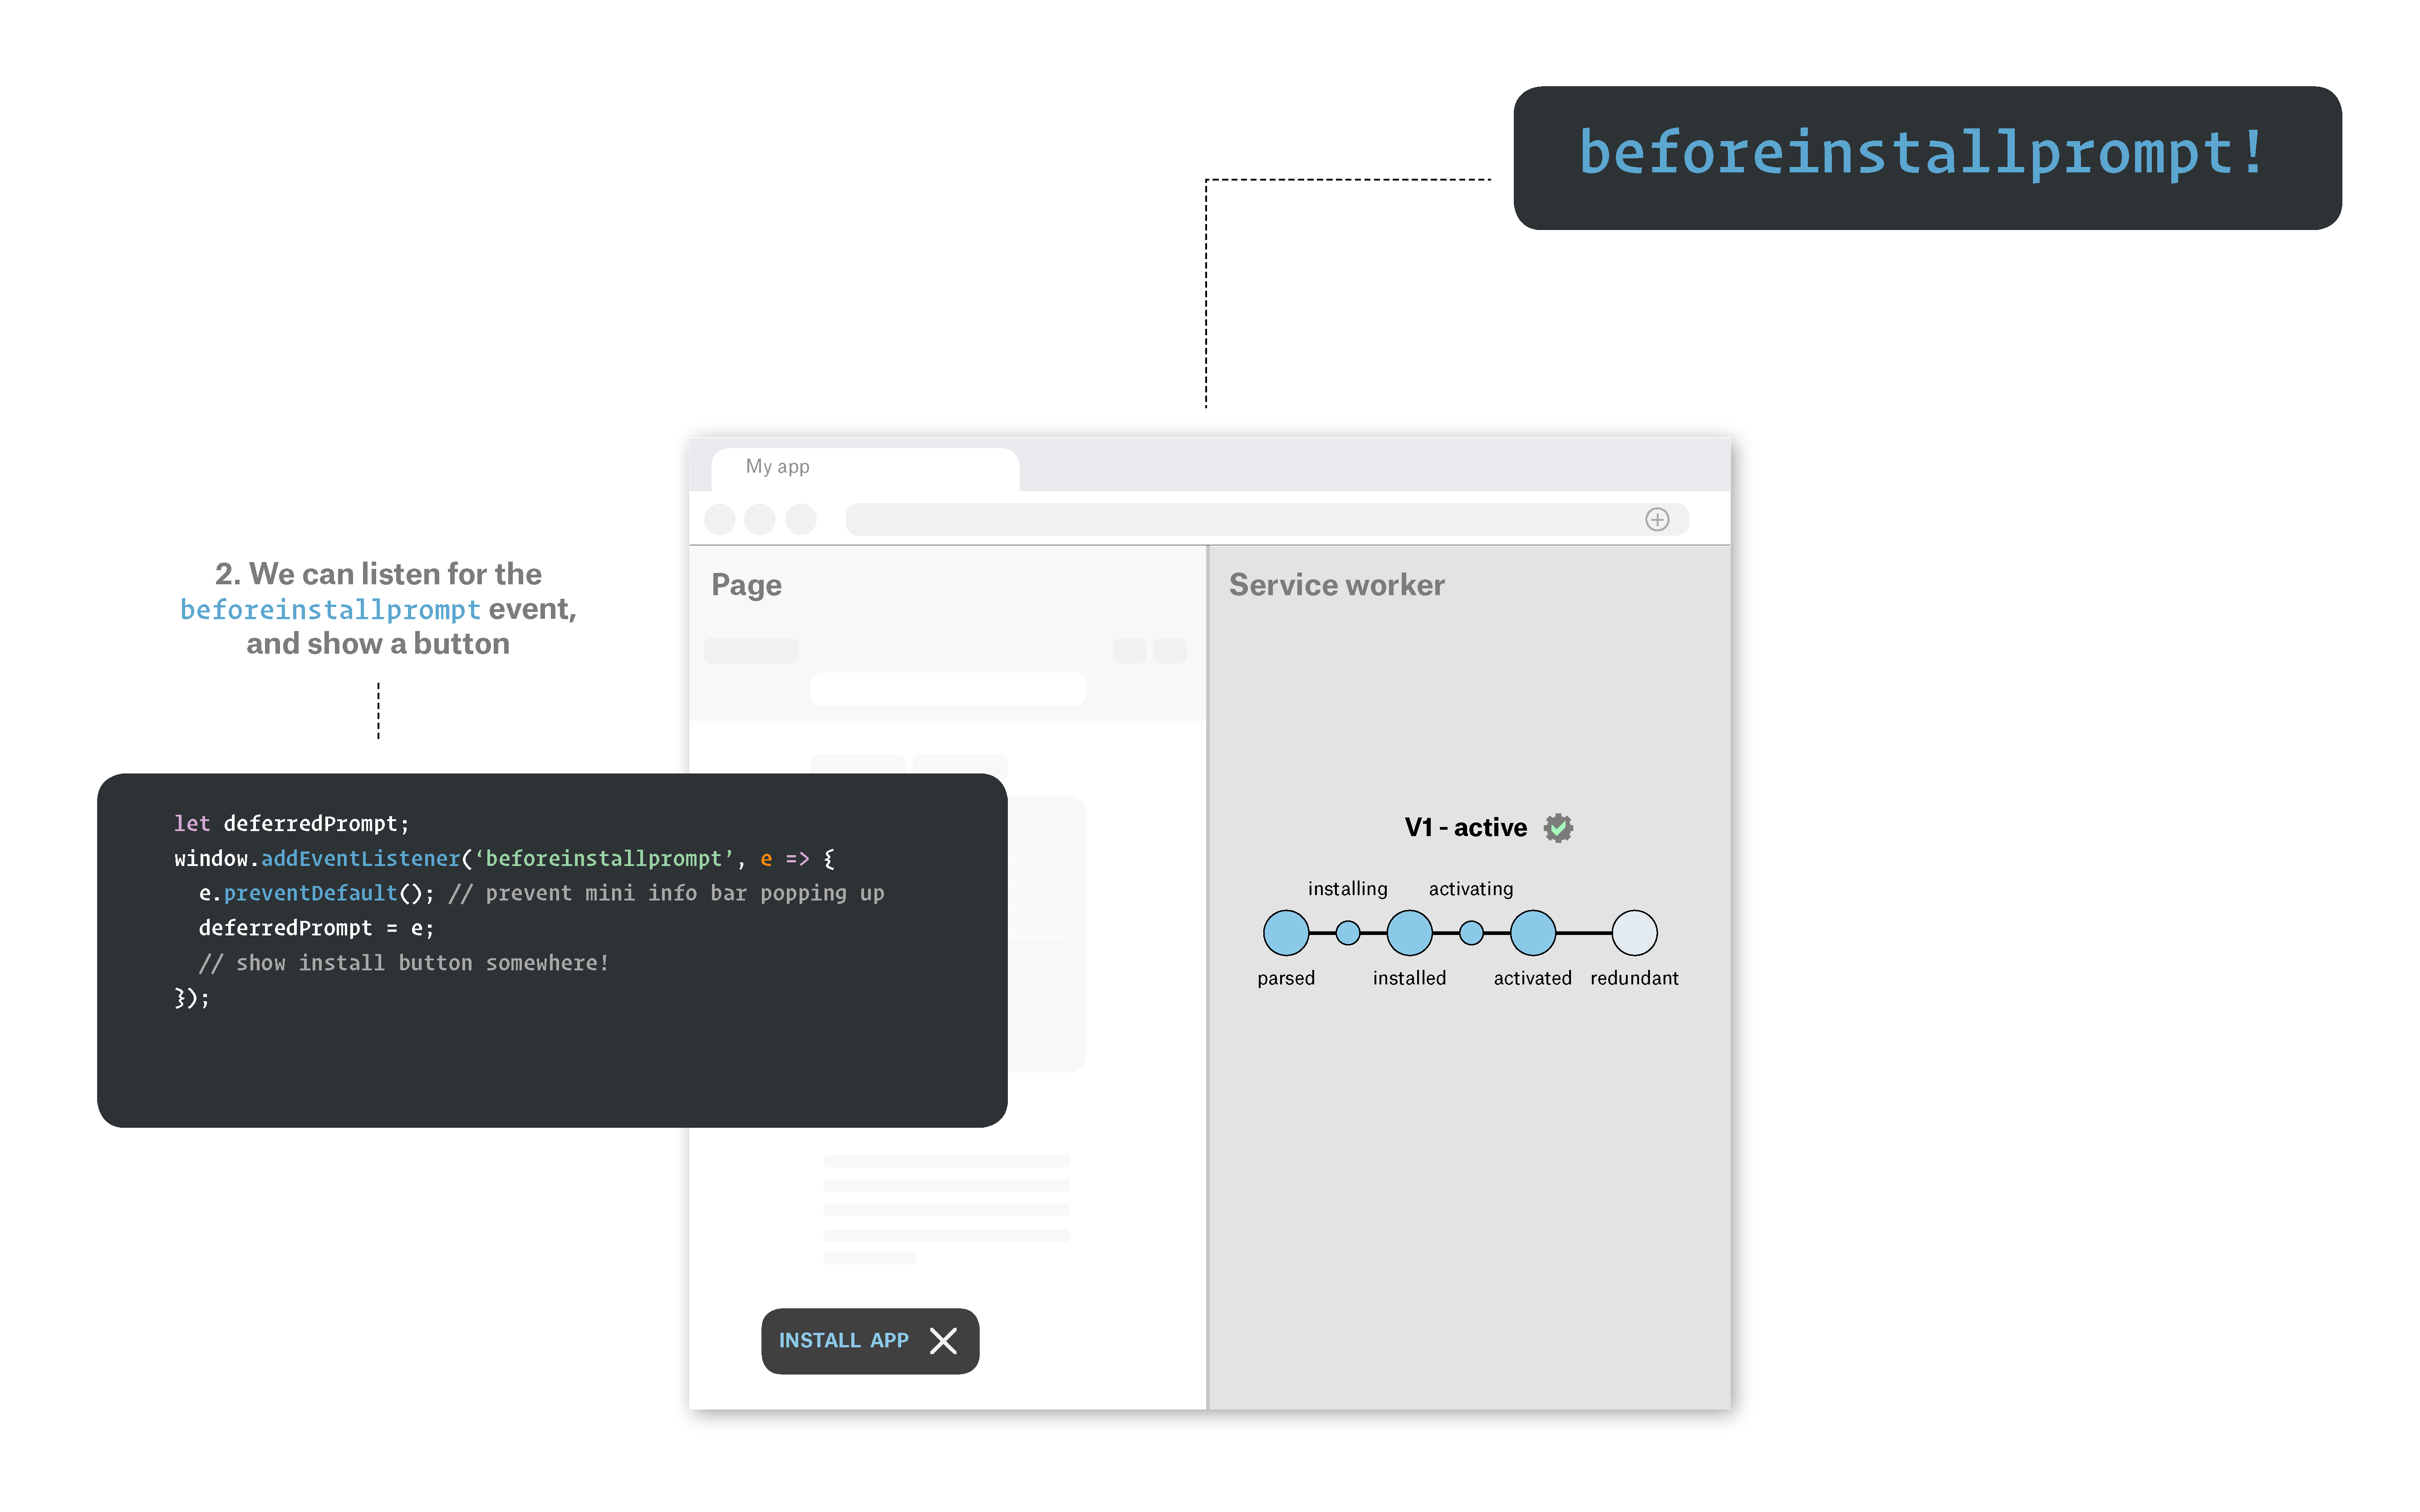 beforeinstallprompt!
My app
2. We can listen for the
beforeinstallprompt event,
and show a button
Page
Service worker
let deferredPrompt;
window.addEventListener(‘beforeinstallprompt’, e => {
  e.preventDefault(); // prevent mini info bar popping up
  deferredPrompt = e;
  // show install button somewhere!
});
V1 - active
installing activating
parsed installed activated redundant
INSTALL APP